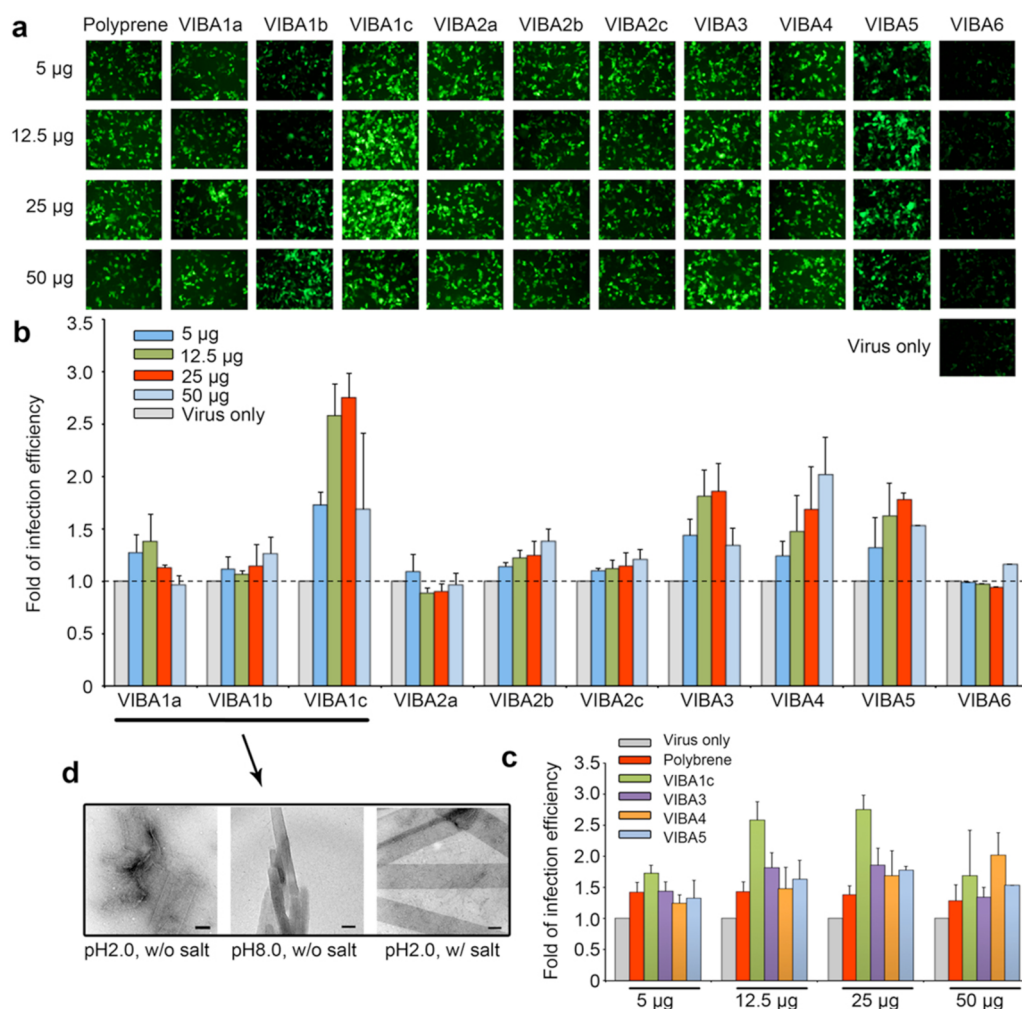 a
Polyprene VIBA1a VIBA1b VIBA1c VIBA2a VIBA2b VIBA2c VIBA3 VIBA4 VIBA5 VIBA6
5 µg
12.5 µg
25 µg
50 µg
Virus only
b
3.5
3.0
2.5
2.0
1.5
1.0
0.5
0
Fold of infection efficiency
5 µg
12.5 µg
25 µg
50 µg
Virus only
VIBA1a VIBA1b VIBA1c VIBA2a VIBA2b VIBA2c VIBA3 VIBA4 VIBA5 VIBA6
d
pH2.0, w/o salt pH8.0, w/o salt pH2.0, w/ salt
c
Virus only
Polybrene
VIBA1c
VIBA3
VIBA4
VIBA5
3.5
3.0
2.5
2.0
1.5
1.0
0.5
0
Fold of infection efficiency
5 µg 12.5 µg 25 µg 50 µg